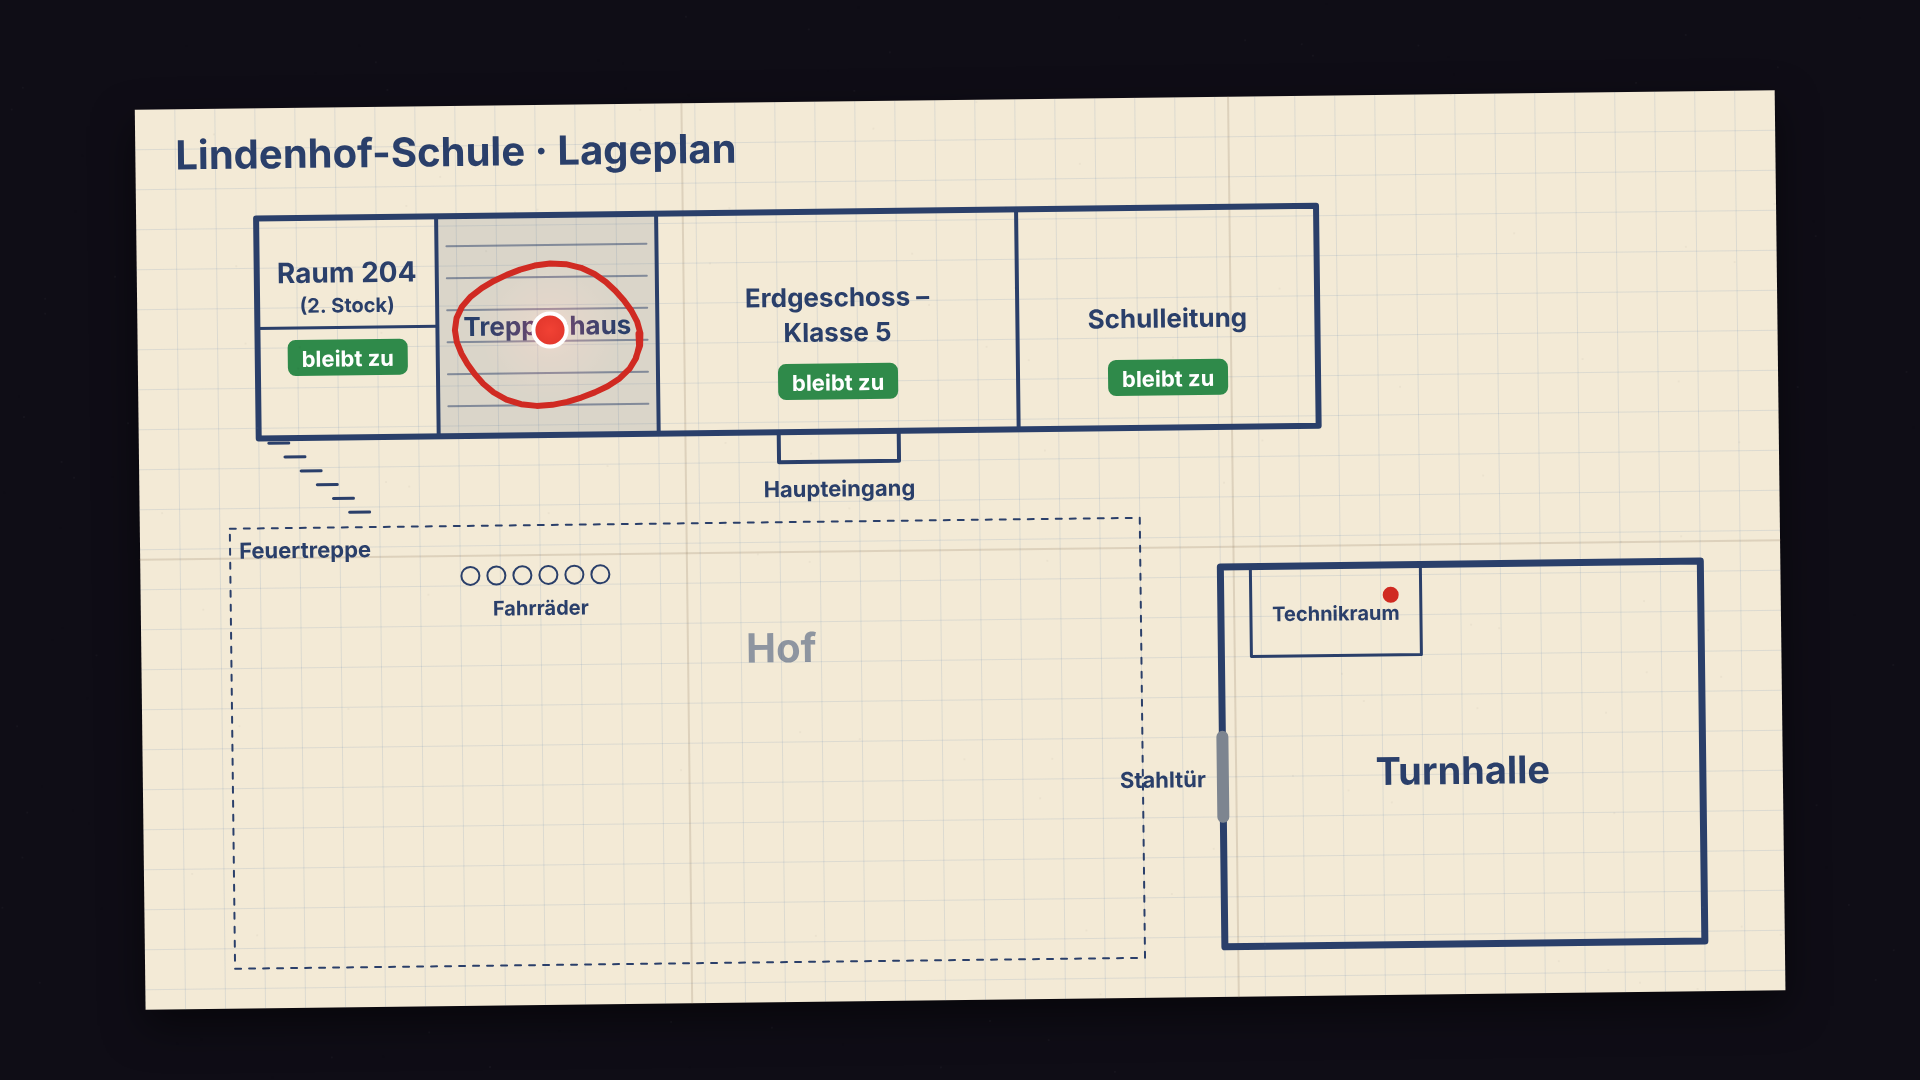 Lindenhof-Schule · Lageplan
Raum 204
(2. Stock)
bleibt zu
Erdgeschoss –
Klasse 5
bleibt zu
Schulleitung
bleibt zu
Haupteingang
Feuertreppe
Fahrräder
Hof
Technikraum
Stahltür
Turnhalle